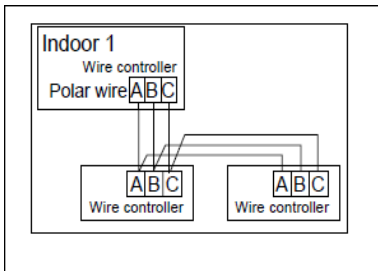 Indoor 1
Wire controller
Polar wire A B C
A B C
Wire controller
A B C
Wire controller